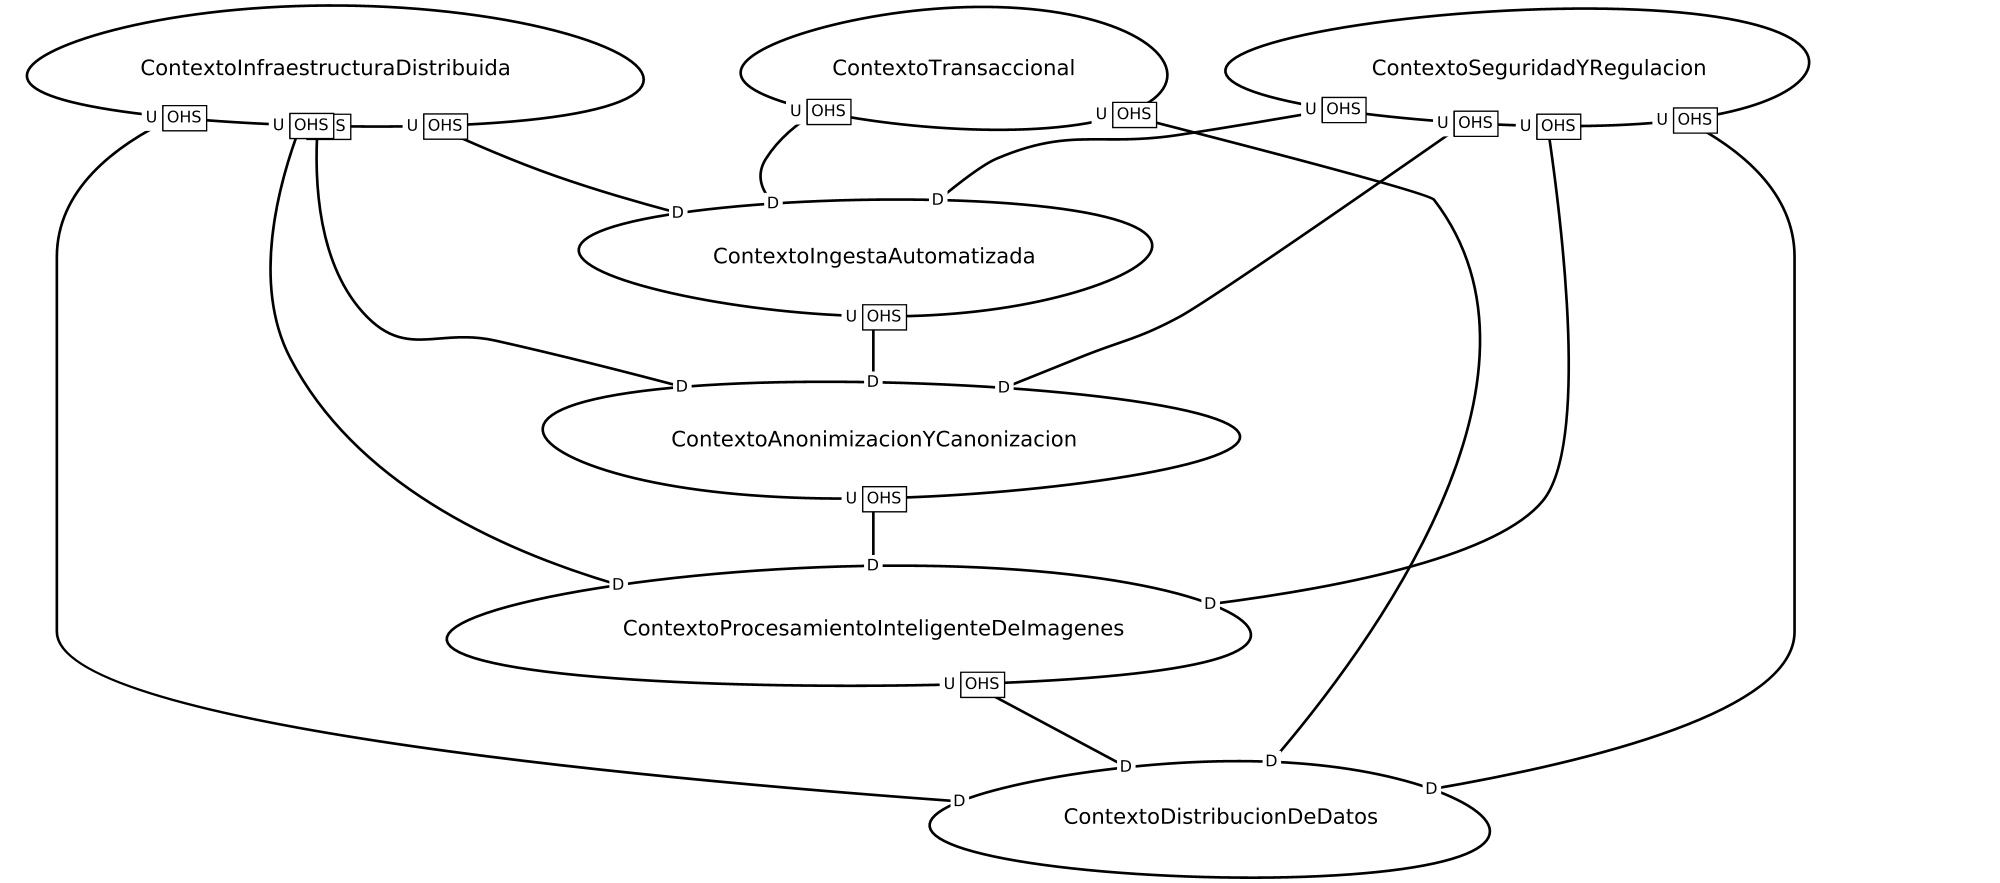 ContextoInfraestructuraDistribuida
ContextoTransaccional
ContextoSeguridadYRegulacion
U OHS
U OHS S
U OHS
U OHS
U OHS
U OHS
U OHS
U OHS
U OHS
D
D
D
ContextoIngestaAutomatizada
U OHS
D
D
D
ContextoAnonimizacionYCanonizacion
U OHS
D
D
D
ContextoProcesamientoInteligenteDeImagenes
U OHS
D
D
D
D
ContextoDistribucionDeDatos